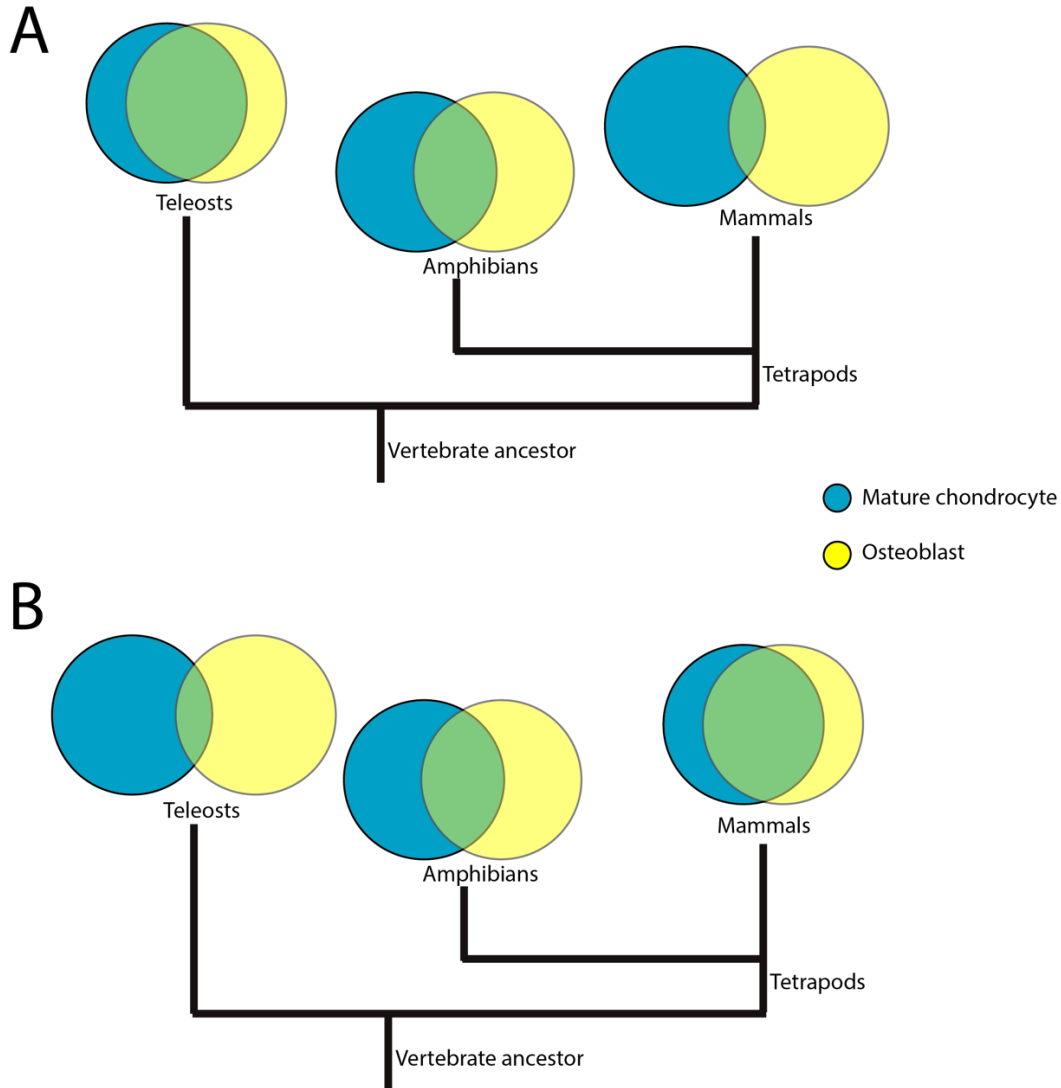 A
Teleosts
Amphibians
Mammals
Tetrapods
Vertebrate ancestor
Mature chondrocyte
Osteoblast
B
Teleosts
Amphibians
Mammals
Tetrapods
Vertebrate ancestor